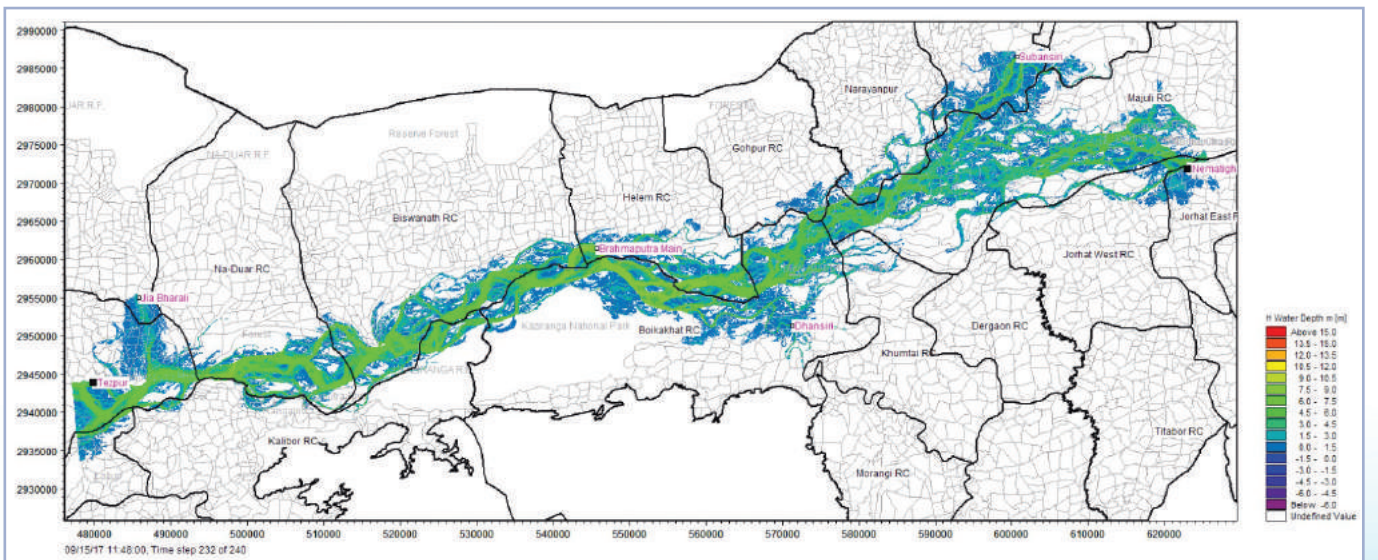 2990000
2985000
2980000
2975000
2970000
2965000
2960000
2955000
2950000
2945000
2940000
2935000
2930000
Subansiri
Narayanpur
Majuli RC
Reserve Forest
NA-DUAR R.F.
Gohpur RC
Nematigh
Helem RC
Biswanath RC
Jorhat East
Brahmaputra Main
Na-Duar RC
Jorhat West RC
Jia Bharali
Kaziranga National Park
Boikakhat RC
Dhansiri
Dergaon RC
Forest
Khumtai RC
Tezpur
Kalibor RC
Titabor RC
Morangi RC
480000 490000 500000 510000 520000 530000 540000 550000 560000 570000 580000 590000 600000 610000 620000
09/15/17 11:48:00, Time step 232 of 240
H Water Depth m [m]
Above 15.0
13.5 - 15.0
12.0 - 13.5
10.5 - 12.0
9.0 - 10.5
7.5 - 9.0
6.0 - 7.5
4.5 - 6.0
3.0 - 4.5
1.5 - 3.0
0.0 - 1.5
-1.5 - 0.0
-3.0 - -1.5
-4.5 - -3.0
-6.0 - -4.5
Below -6.0
Undefined Value